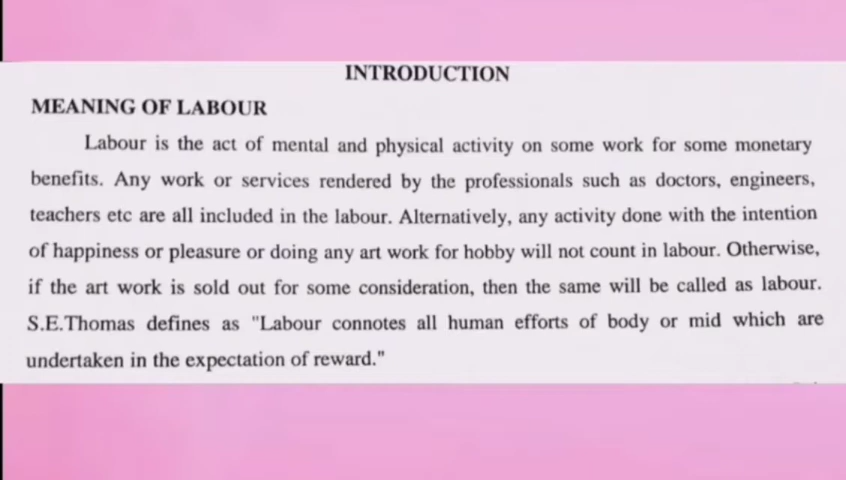 INTRODUCTION
MEANING OF LABOUR
Labour is the act of mental and physical activity on some work for some monetary
benefits. Any work or services rendered by the professionals such as doctors, engineers,
teachers etc are all included in the labour. Alternatively, any activity done with the intention
of happiness or pleasure or doing any art work for hobby will not count in labour. Otherwise,
if the art work is sold out for some consideration, then the same will be called as labour.
S.E.Thomas defines as "Labour connotes all human efforts of body or mid which are
undertaken in the expectation of reward."